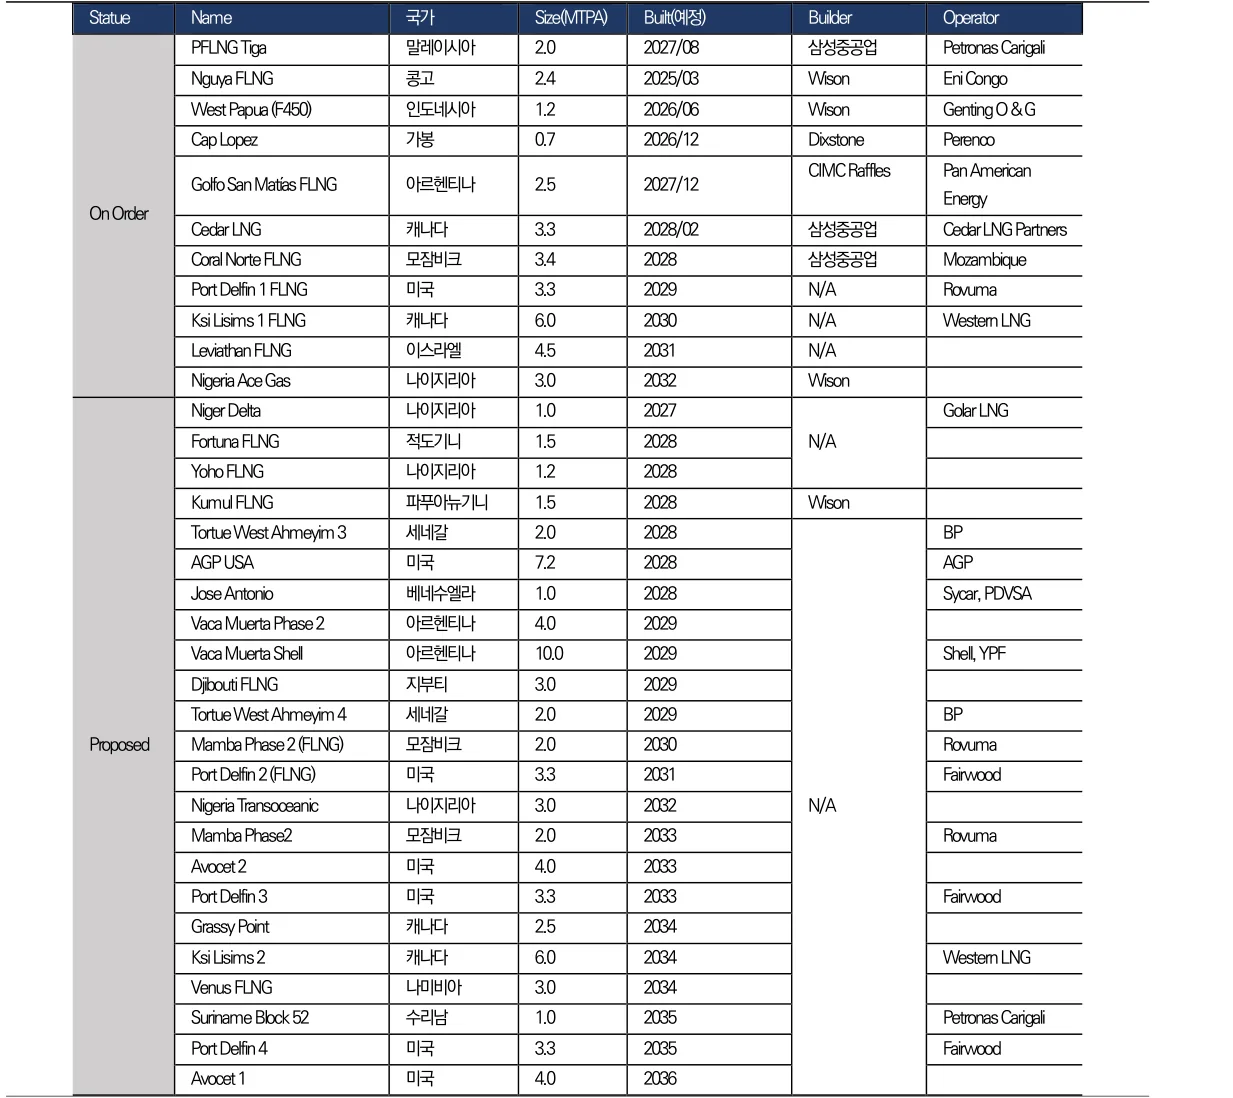 Statue Name 국가 Size(MTPA) Built(예정) Builder Operator
PFLNG Tiga 말레이시아 2.0 2027/08 삼성중공업 Petronas Carigali
Nguya FLNG 콩고 2.4 2025/03 Wison Eni Congo
West Papua (F450) 인도네시아 1.2 2026/06 Wison Genting O & G
Cap Lopez 가봉 0.7 2026/12 Dixstone Perenco
Golfo San Matías FLNG 아르헨티나 2.5 2027/12 CIMC Raffles Pan American
Energy
On Order
Cedar LNG 캐나다 3.3 2028/02 삼성중공업 Cedar LNG Partners
Coral Norte FLNG 모잠비크 3.4 2028 삼성중공업 Mozambique
Port Delfin 1 FLNG 미국 3.3 2029 N/A Rovuma
Ksi Lisims 1 FLNG 캐나다 6.0 2030 N/A Western LNG
Leviathan FLNG 이스라엘 4.5 2031 N/A
Nigeria Ace Gas 나이지리아 3.0 2032 Wison
Niger Delta 나이지리아 1.0 2027 Golar LNG
Fortuna FLNG 적도기니 1.5 2028 N/A
Yoho FLNG 나이지리아 1.2 2028
Kumul FLNG 파푸아뉴기니 1.5 2028 Wison
Tortue West Ahmeyim 3 세네갈 2.0 2028 BP
AGP USA 미국 7.2 2028 AGP
Jose Antonio 베네수엘라 1.0 2028 Sycar, PDVSA
Vaca Muerta Phase 2 아르헨티나 4.0 2029
Vaca Muerta Shell 아르헨티나 10.0 2029 Shell, YPF
Djibouti FLNG 지부티 3.0 2029
Tortue West Ahmeyim 4 세네갈 2.0 2029 BP
Proposed Mamba Phase 2 (FLNG) 모잠비크 2.0 2030 Rovuma
Port Delfin 2 (FLNG) 미국 3.3 2031 Fairwood
Nigeria Transoceanic 나이지리아 3.0 2032 N/A
Mamba Phase2 모잠비크 2.0 2033 Rovuma
Avocet 2 미국 4.0 2033
Port Delfin 3 미국 3.3 2033 Fairwood
Grassy Point 캐나다 2.5 2034
Ksi Lisims 2 캐나다 6.0 2034 Western LNG
Venus FLNG 나미비아 3.0 2034
Suriname Block 52 수리남 1.0 2035 Petronas Carigali
Port Delfin 4 미국 3.3 2035 Fairwood
Avocet 1 미국 4.0 2036